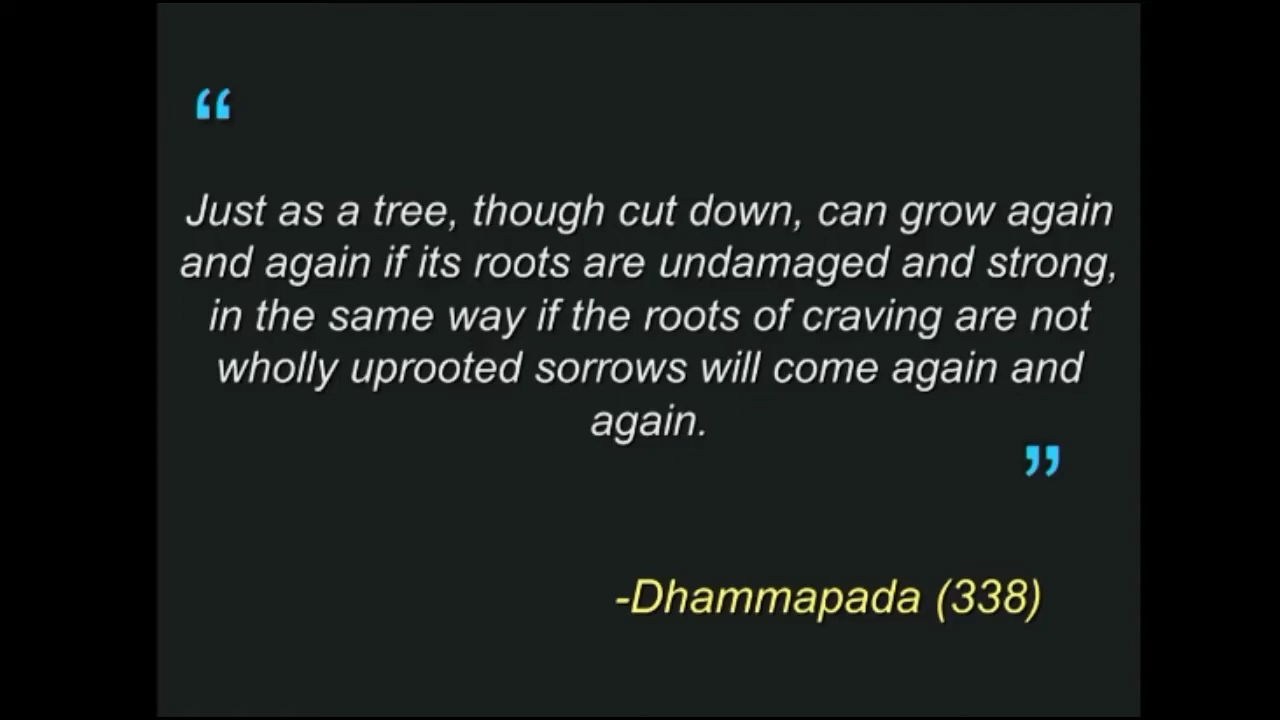 “
Just as a tree, though cut down, can grow again
and again if its roots are undamaged and strong,
in the same way if the roots of craving are not
wholly uprooted sorrows will come again and
again.
”
-Dhammapada (338)